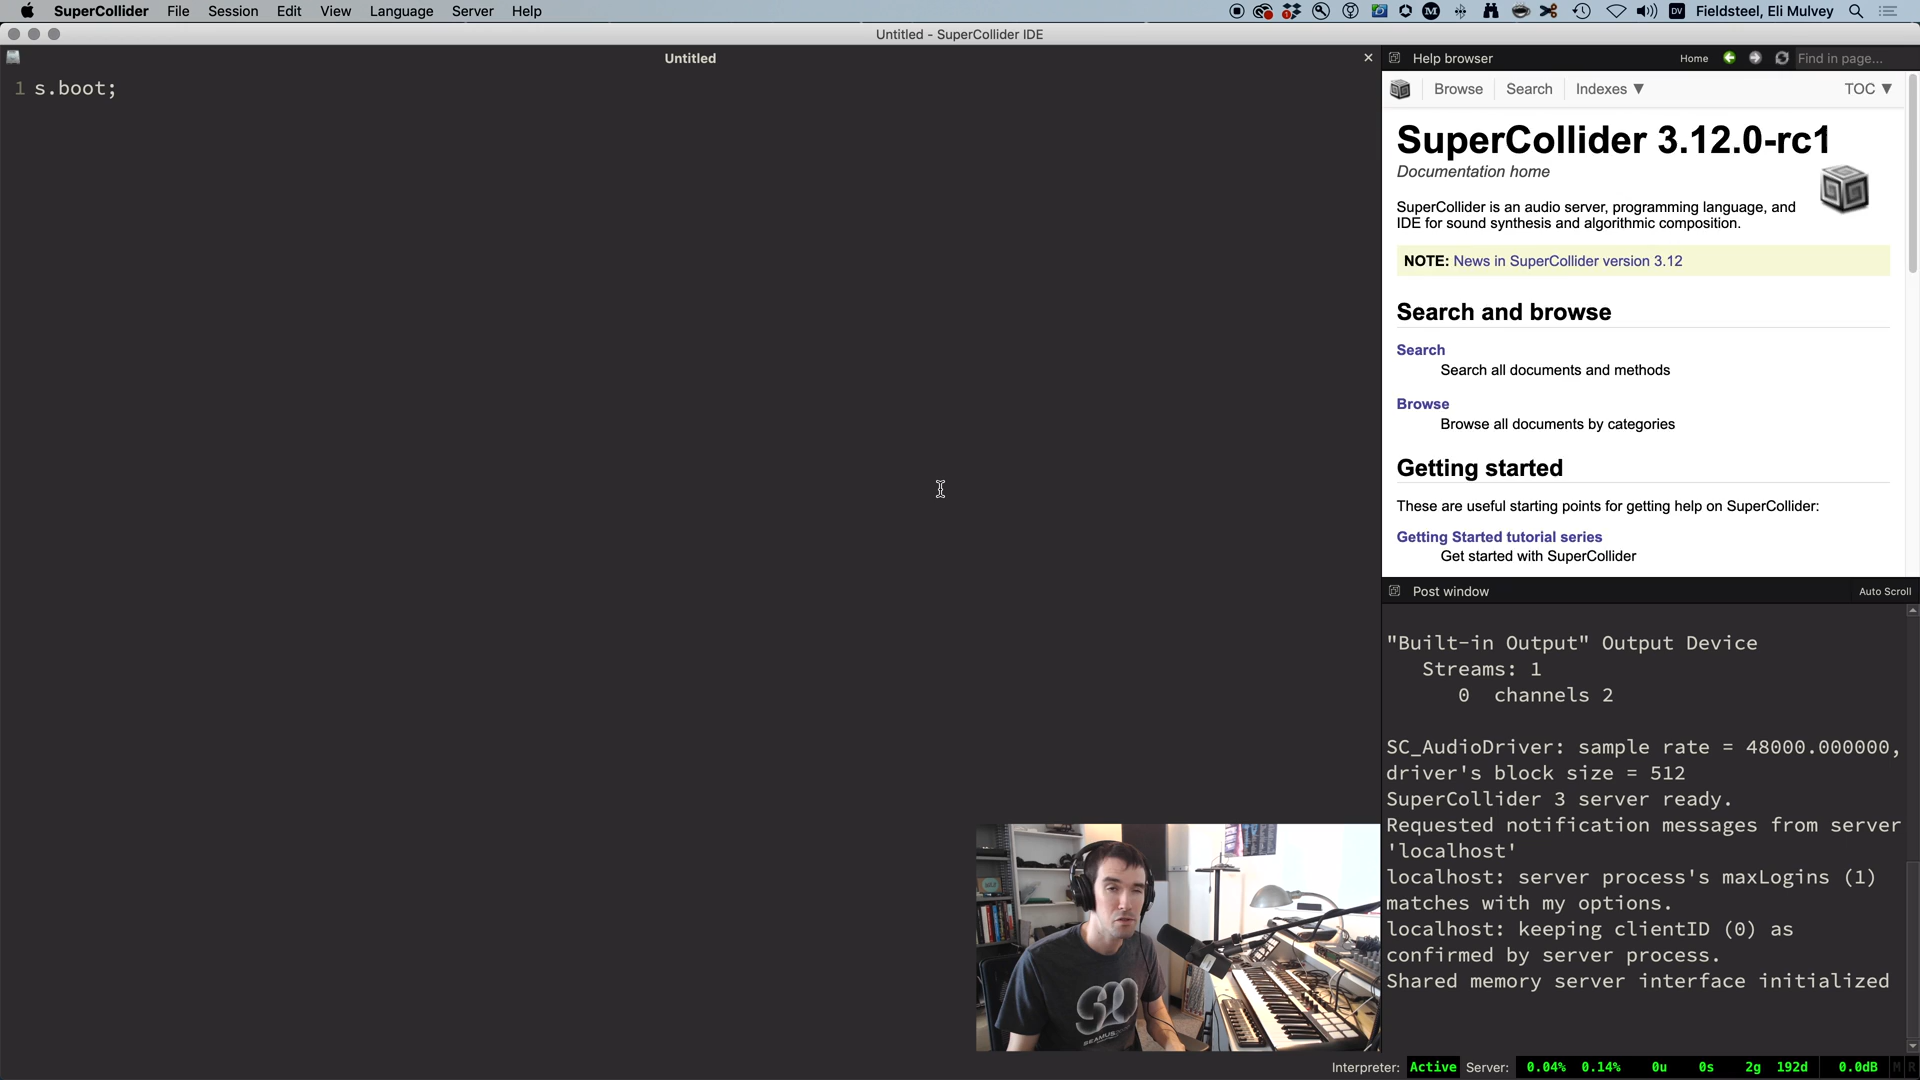 SuperCollider File Session Edit View Language Server Help
Fieldsteel, Eli Mulvey
Untitled - SuperCollider IDE
Untitled
1 s.boot;
Help browser
Home
Find in page...
Browse Search Indexes ▼ TOC ▼
SuperCollider 3.12.0-rc1
Documentation home
SuperCollider is an audio server, programming language, and
IDE for sound synthesis and algorithmic composition.
NOTE: News in SuperCollider version 3.12
Search and browse
Search
Search all documents and methods
Browse
Browse all documents by categories
Getting started
These are useful starting points for getting help on SuperCollider:
Getting Started tutorial series
Get started with SuperCollider
Post window
Auto Scroll
"Built-in Output" Output Device
Streams: 1
0 channels 2
SC_AudioDriver: sample rate = 48000.000000,
driver's block size = 512
SuperCollider 3 server ready.
Requested notification messages from server
'localhost'
localhost: server process's maxLogins (1)
matches with my options.
localhost: keeping clientID (0) as
confirmed by server process.
Shared memory server interface initialized
Interpreter: Active Server: 0.04% 0.14% 0u 0s 2g 192d 0.0dB M R